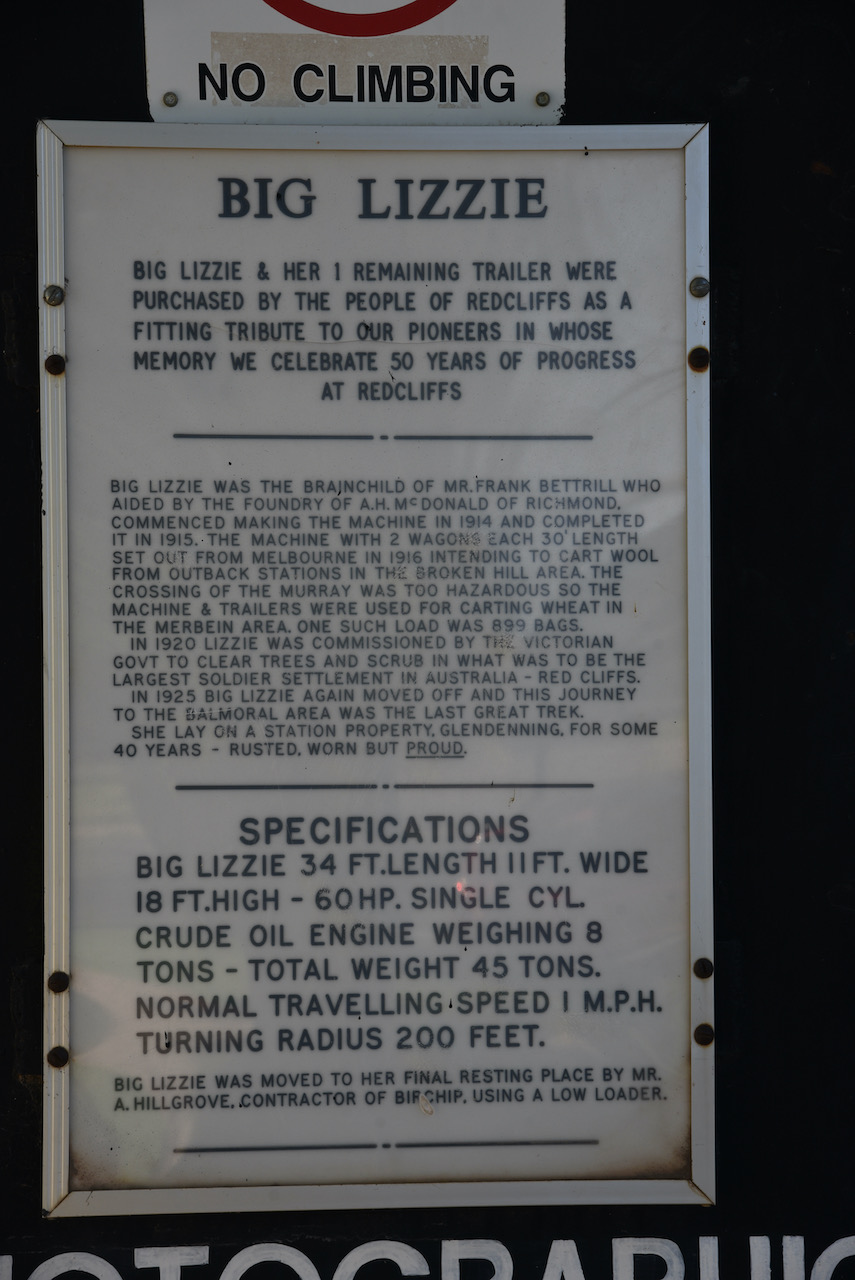 NO CLIMBING
BIG LIZZIE
BIG LIZZIE & HER 1 REMAINING TRAILER WERE
PURCHASED BY THE PEOPLE OF REDCLIFFS AS A
FITTING TRIBUTE TO OUR PIONEERS IN WHOSE
MEMORY WE CELEBRATE 50 YEARS OF PROGRESS
AT REDCLIFFS
BIG LIZZIE WAS THE BRAINCHILD OF MR. FRANK BETTRILL WHO
AIDED BY THE FOUNDRY OF A.H. McDONALD OF RICHMOND,
COMMENCED MAKING THE MACHINE IN 1914 AND COMPLETED
IT IN 1915. THE MACHINE WITH 2 WAGONS EACH 30' LENGTH
SET OUT FROM MELBOURNE IN 1916 INTENDING TO CART WOOL
FROM OUTBACK STATIONS IN THE BROKEN HILL AREA. THE
CROSSING OF THE MURRAY WAS TOO HAZARDOUS SO THE
MACHINE & TRAILERS WERE USED FOR CARTING WHEAT IN
THE MERBEIN AREA. ONE SUCH LOAD WAS 899 BAGS.
IN 1920 LIZZIE WAS COMMISSIONED BY THE VICTORIAN
GOVT TO CLEAR TREES AND SCRUB IN WHAT WAS TO BE THE
LARGEST SOLDIER SETTLEMENT IN AUSTRALIA - RED CLIFFS.
IN 1925 BIG LIZZIE AGAIN MOVED OFF AND THIS JOURNEY
TO THE BALMORAL AREA WAS THE LAST GREAT TREK.
SHE LAY ON A STATION PROPERTY, GLENDENNING, FOR SOME
40 YEARS - RUSTED, WORN BUT PROUD.
SPECIFICATIONS
BIG LIZZIE 34 FT. LENGTH 11 FT. WIDE
18 FT. HIGH - 60 HP. SINGLE CYL.
CRUDE OIL ENGINE WEIGHING 8
TONS - TOTAL WEIGHT 45 TONS.
NORMAL TRAVELLING SPEED 1 M.P.H.
TURNING RADIUS 200 FEET.
BIG LIZZIE WAS MOVED TO HER FINAL RESTING PLACE BY MR.
A. HILLGROVE, CONTRACTOR OF BIRCHIP, USING A LOW LOADER.
OTOGRAPHIC